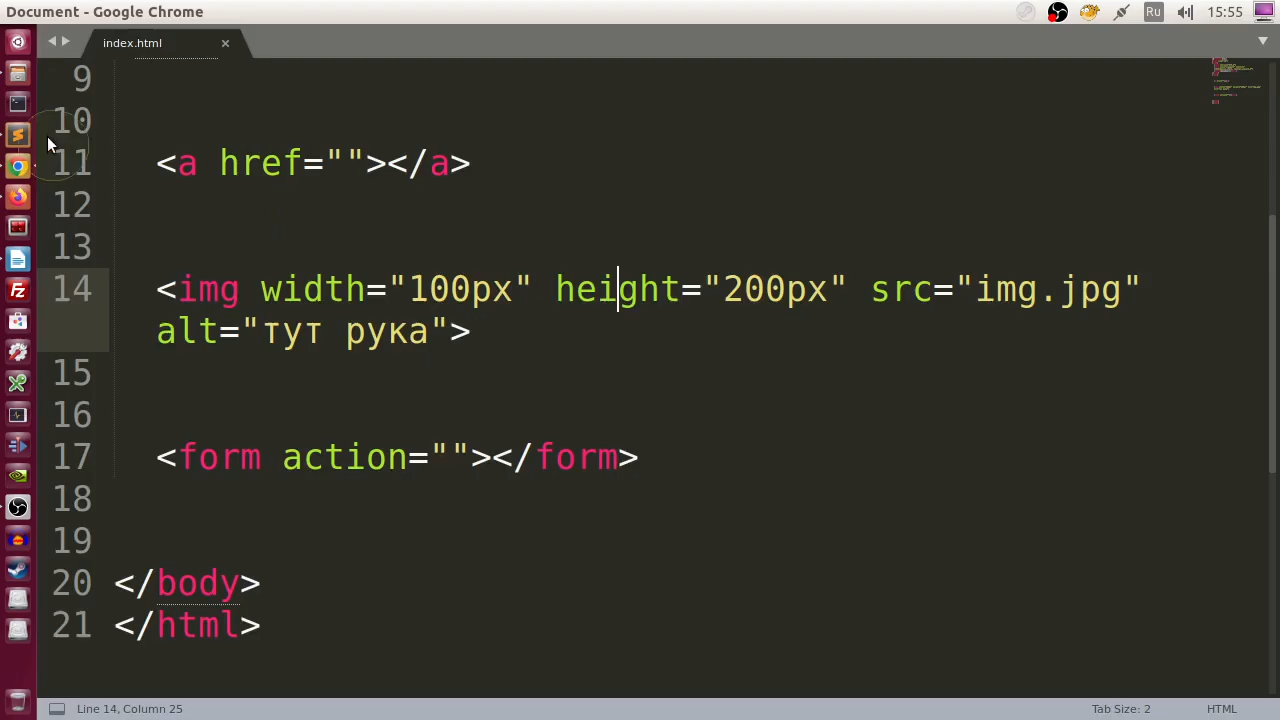 Document - Google Chrome
Ru
15:55
index.html
9
10
11 <a href=""></a>
12
13
14 <img width="100px" height="200px" src="img.jpg"
alt="тут рука">
15
16
17 <form action=""></form>
18
19
20 </body>
21 </html>
Line 14, Column 25
Tab Size: 2
HTML